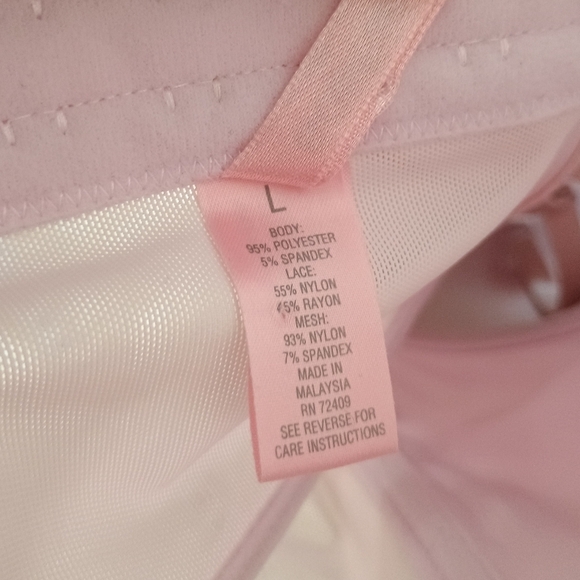 L
BODY:
95% POLYESTER
5% SPANDEX
LACE:
55% NYLON
45% RAYON
MESH:
93% NYLON
7% SPANDEX
MADE IN
MALAYSIA
RN 72409
SEE REVERSE FOR
CARE INSTRUCTIONS